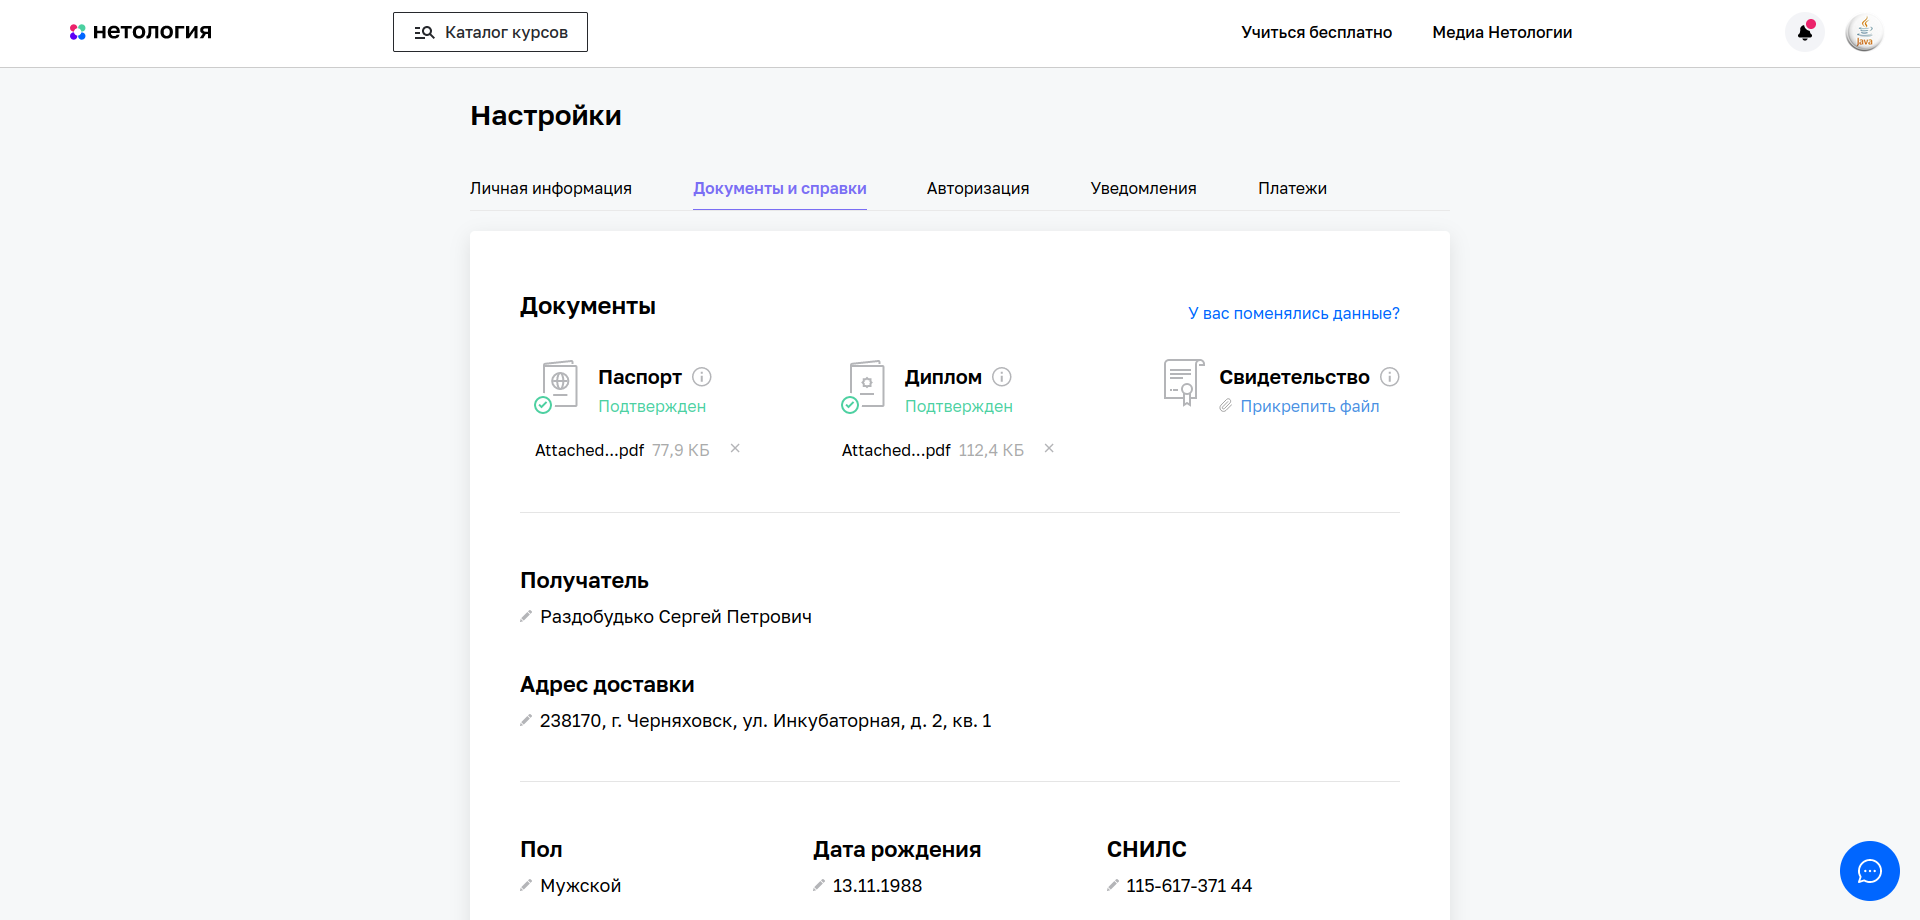 нетология
Каталог курсов
Учиться бесплатно
Медиа Нетологии
Java
Настройки
Личная информация
Документы и справки
Авторизация
Уведомления
Платежи
Документы
У вас поменялись данные?
Паспорт
Подтвержден
Attached...pdf 77,9 КБ
Диплом
Подтвержден
Attached...pdf 112,4 КБ
Свидетельство
Прикрепить файл
Получатель
Раздобудько Сергей Петрович
Адрес доставки
238170, г. Черняховск, ул. Инкубаторная, д. 2, кв. 1
Пол
Мужской
Дата рождения
13.11.1988
СНИЛС
115-617-371 44